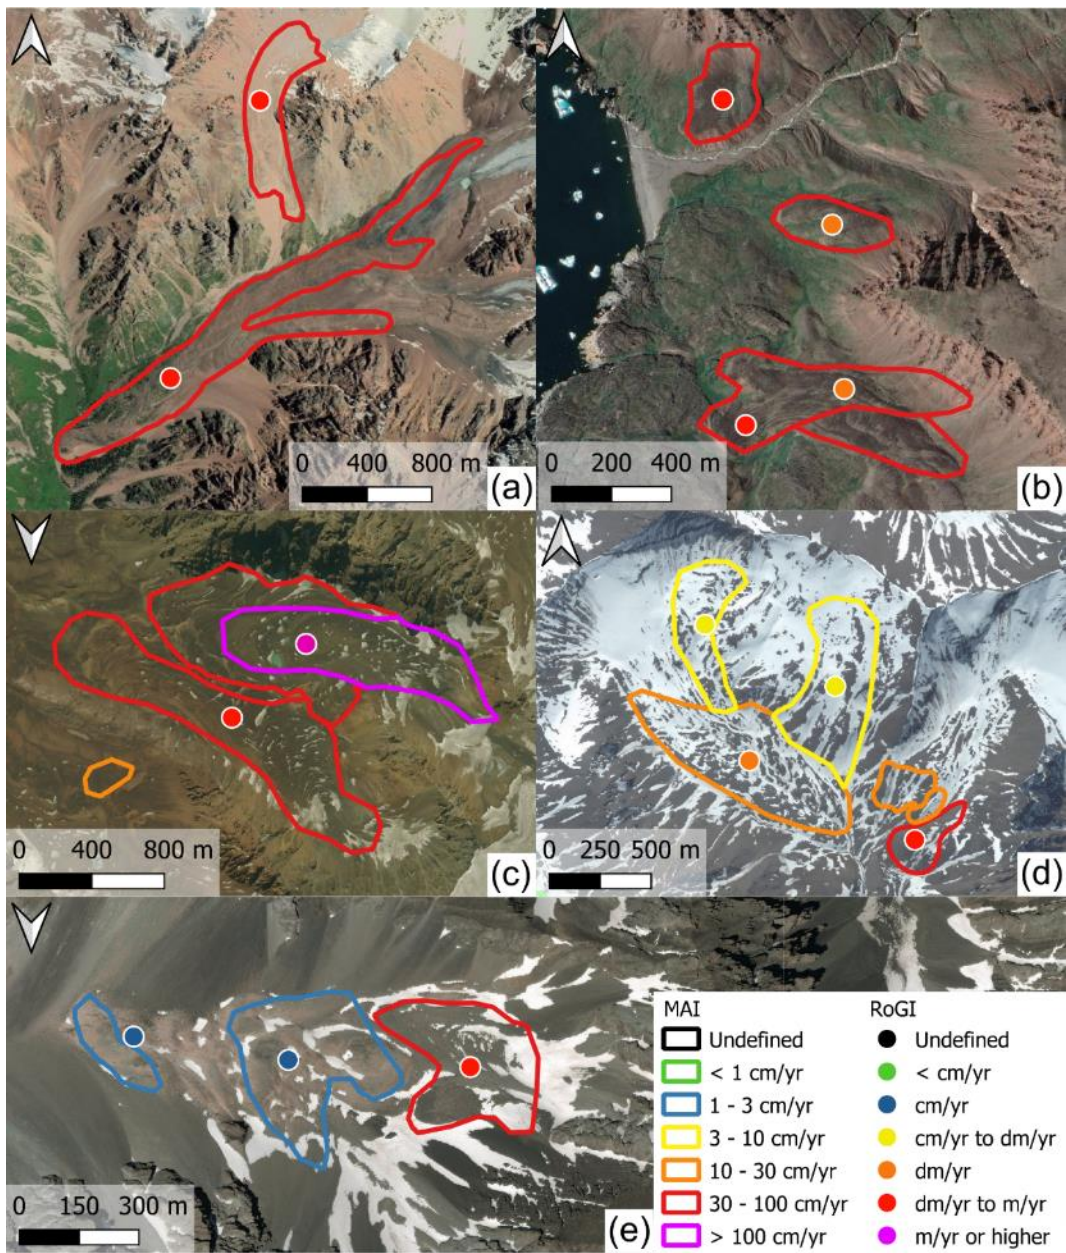 0 400 800 m
(a)
0 200 400 m
(b)
0 400 800 m
(c)
0 250 500 m
(d)
0 150 300 m
(e)
MAI RoGI
Undefined Undefined
< 1 cm/yr < cm/yr
1 - 3 cm/yr cm/yr
3 - 10 cm/yr cm/yr to dm/yr
10 - 30 cm/yr dm/yr
30 - 100 cm/yr dm/yr to m/yr
> 100 cm/yr m/yr or higher